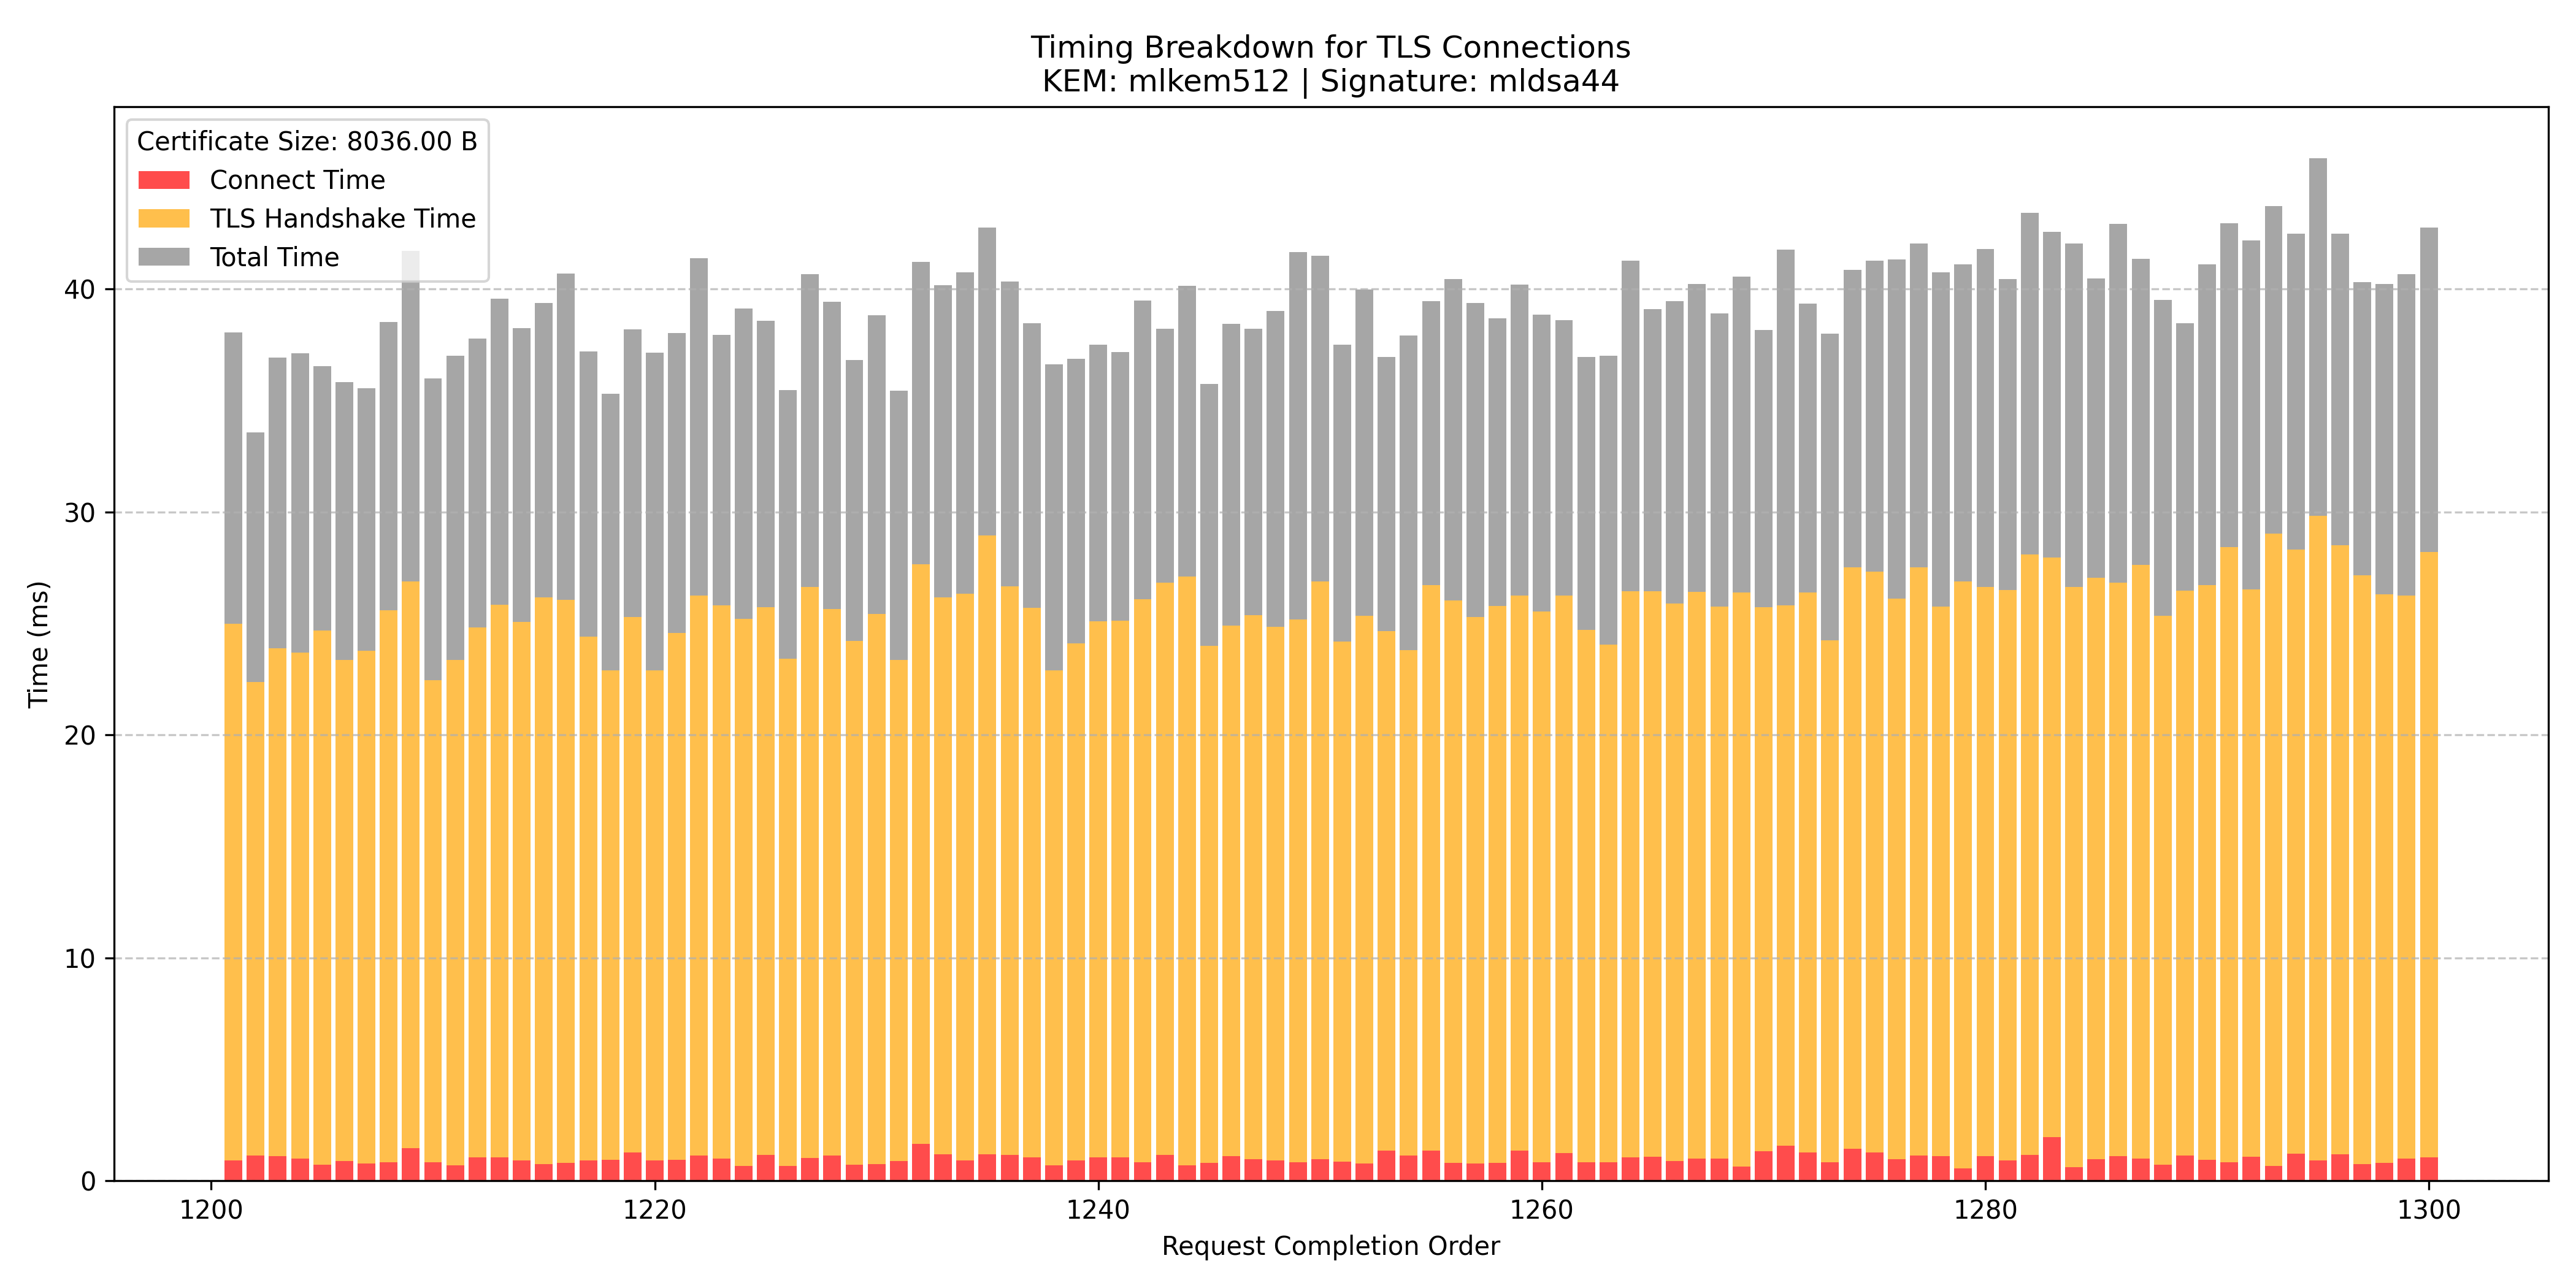 Timing Breakdown for TLS Connections
KEM: mlkem512 | Signature: mldsa44
Certificate Size: 8036.00 B
Connect Time
TLS Handshake Time
Total Time
Time (ms)
40
30
20
10
0
1200
1220
1240
1260
1280
1300
Request Completion Order